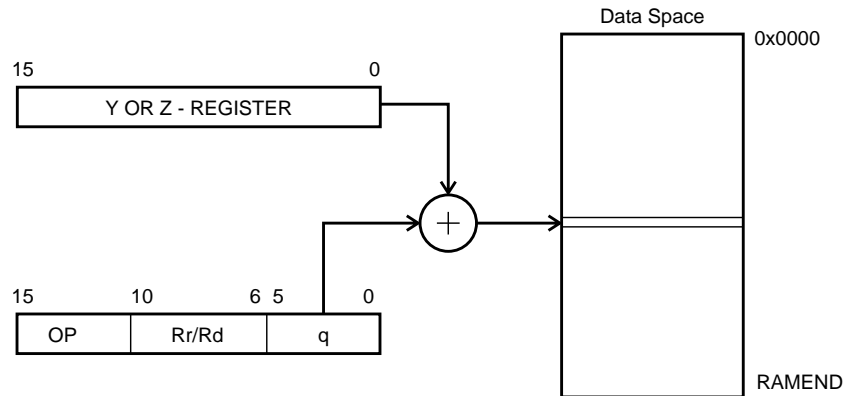 Data Space
0x0000
15 0
Y OR Z - REGISTER
+
15 10 6 5 0
OP Rr/Rd q
RAMEND